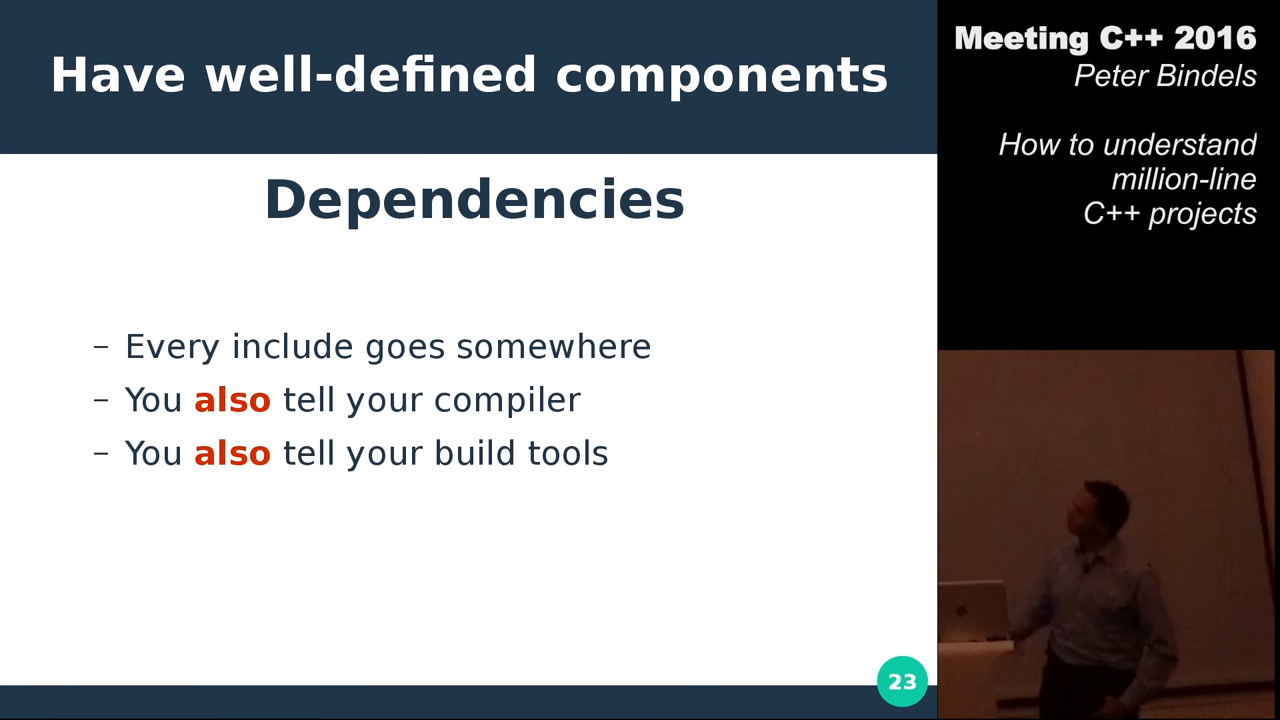 Have well-defined components
Dependencies
– Every include goes somewhere
– You also tell your compiler
– You also tell your build tools
23
Meeting C++ 2016
Peter Bindels
How to understand
million-line
C++ projects